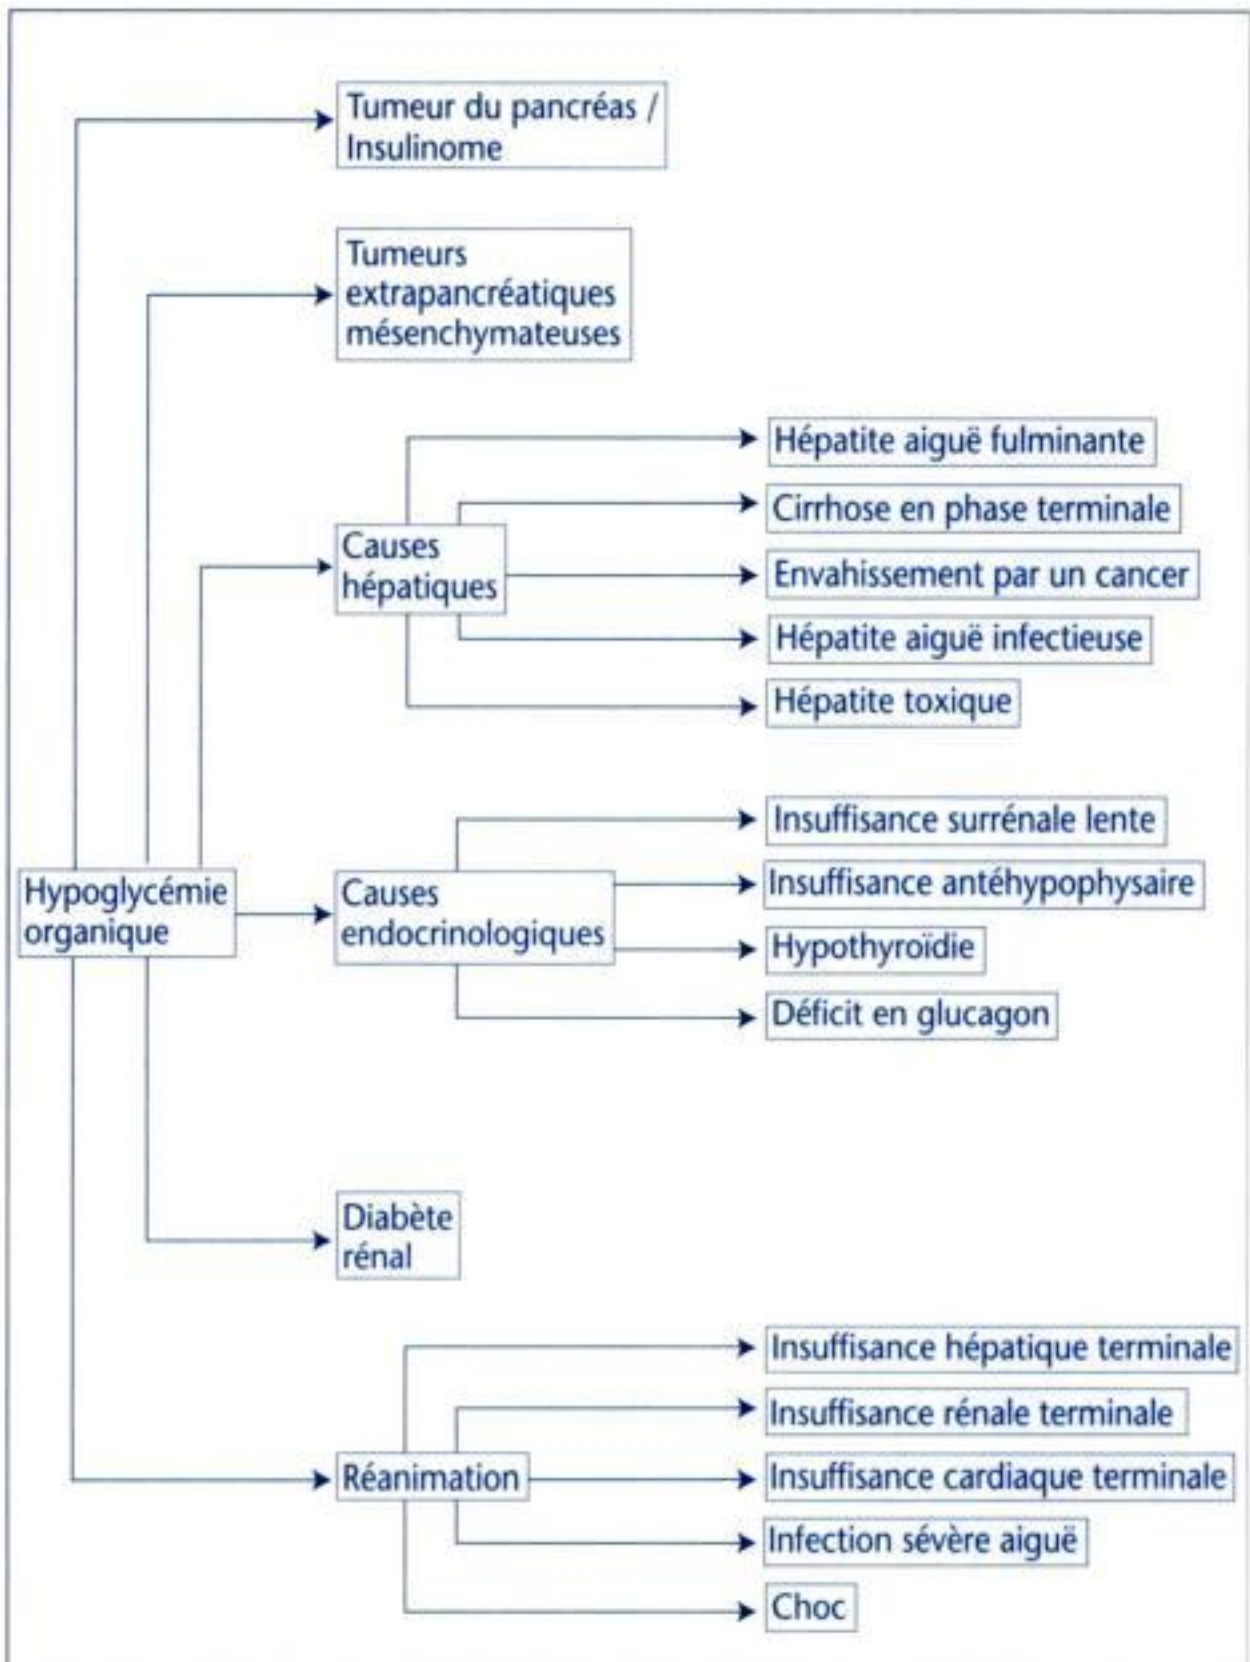 Tumeur du pancréas /
Insulinome
Tumeurs
extrapancréatiques
mésenchymateuses
Hépatite aiguë fulminante
Cirrhose en phase terminale
Causes
hépatiques
Envahissement par un cancer
Hépatite aiguë infectieuse
Hépatite toxique
Insuffisance surrénale lente
Hypoglycémie
organique
Causes
endocrinologiques
Insuffisance antéhypophysaire
Hypothyroïdie
Déficit en glucagon
Diabète
rénal
Insuffisance hépatique terminale
Insuffisance rénale terminale
Réanimation
Insuffisance cardiaque terminale
Infection sévère aiguë
Choc